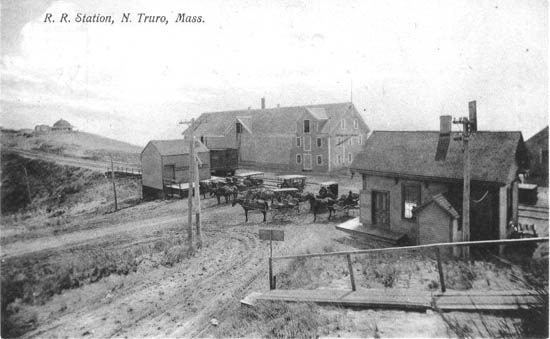 R. R. Station, N. Truro, Mass.